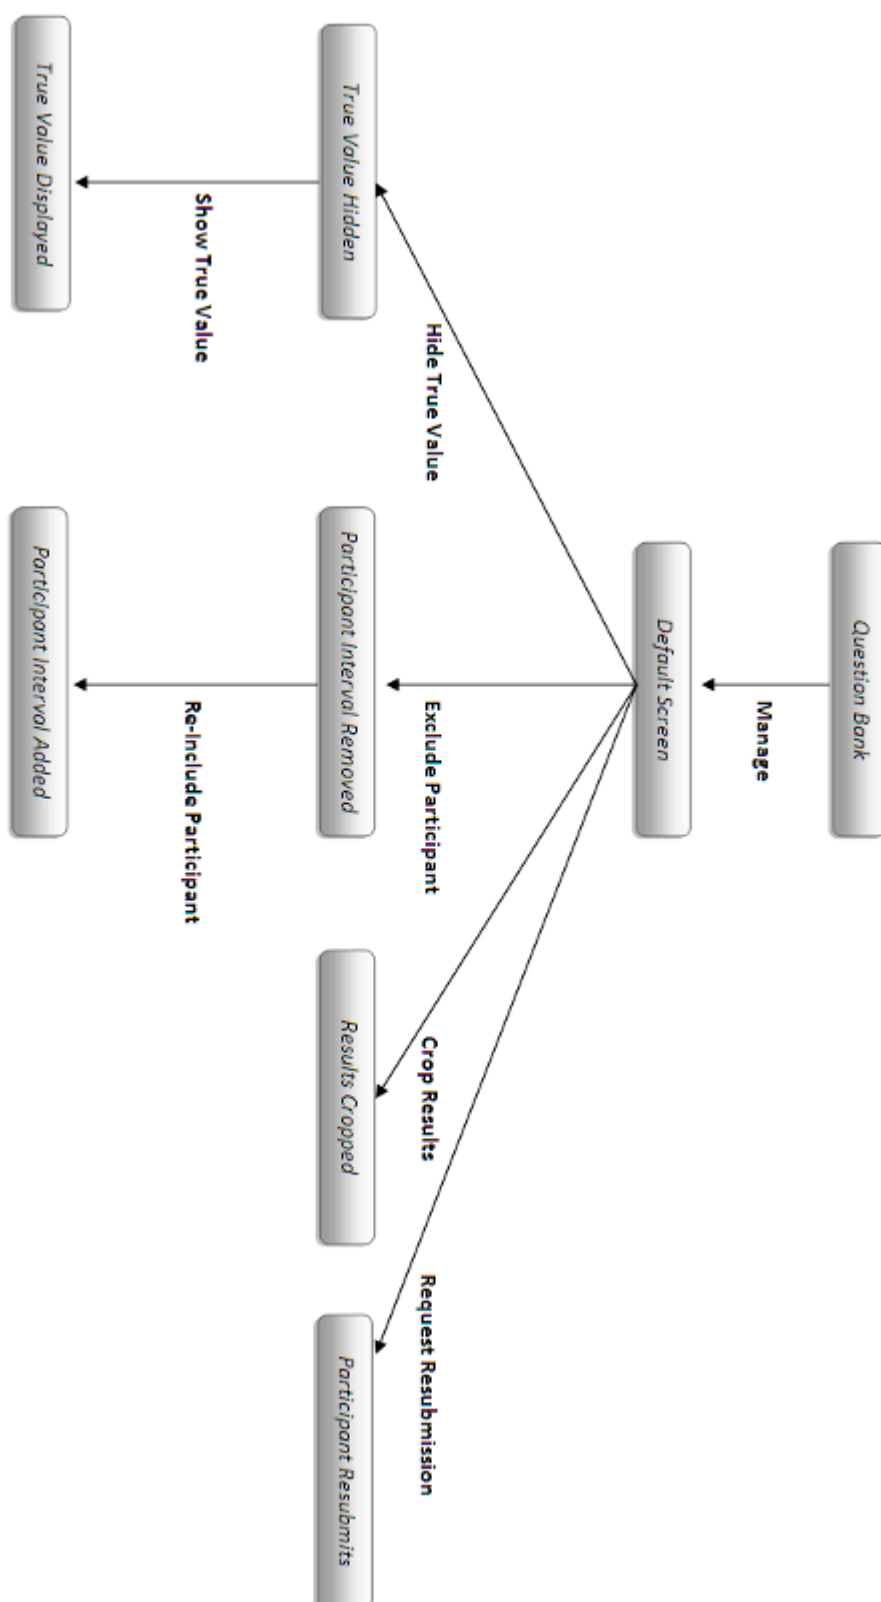 Question Bank
Manage
Default Screen
Hide True Value
Exclude Participant
Crop Results
Request Resubmission
True Value Hidden
Participant Interval Removed
Results Cropped
Participant Resubmits
Show True Value
Re-Include Participant
True Value Displayed
Participant Interval Added